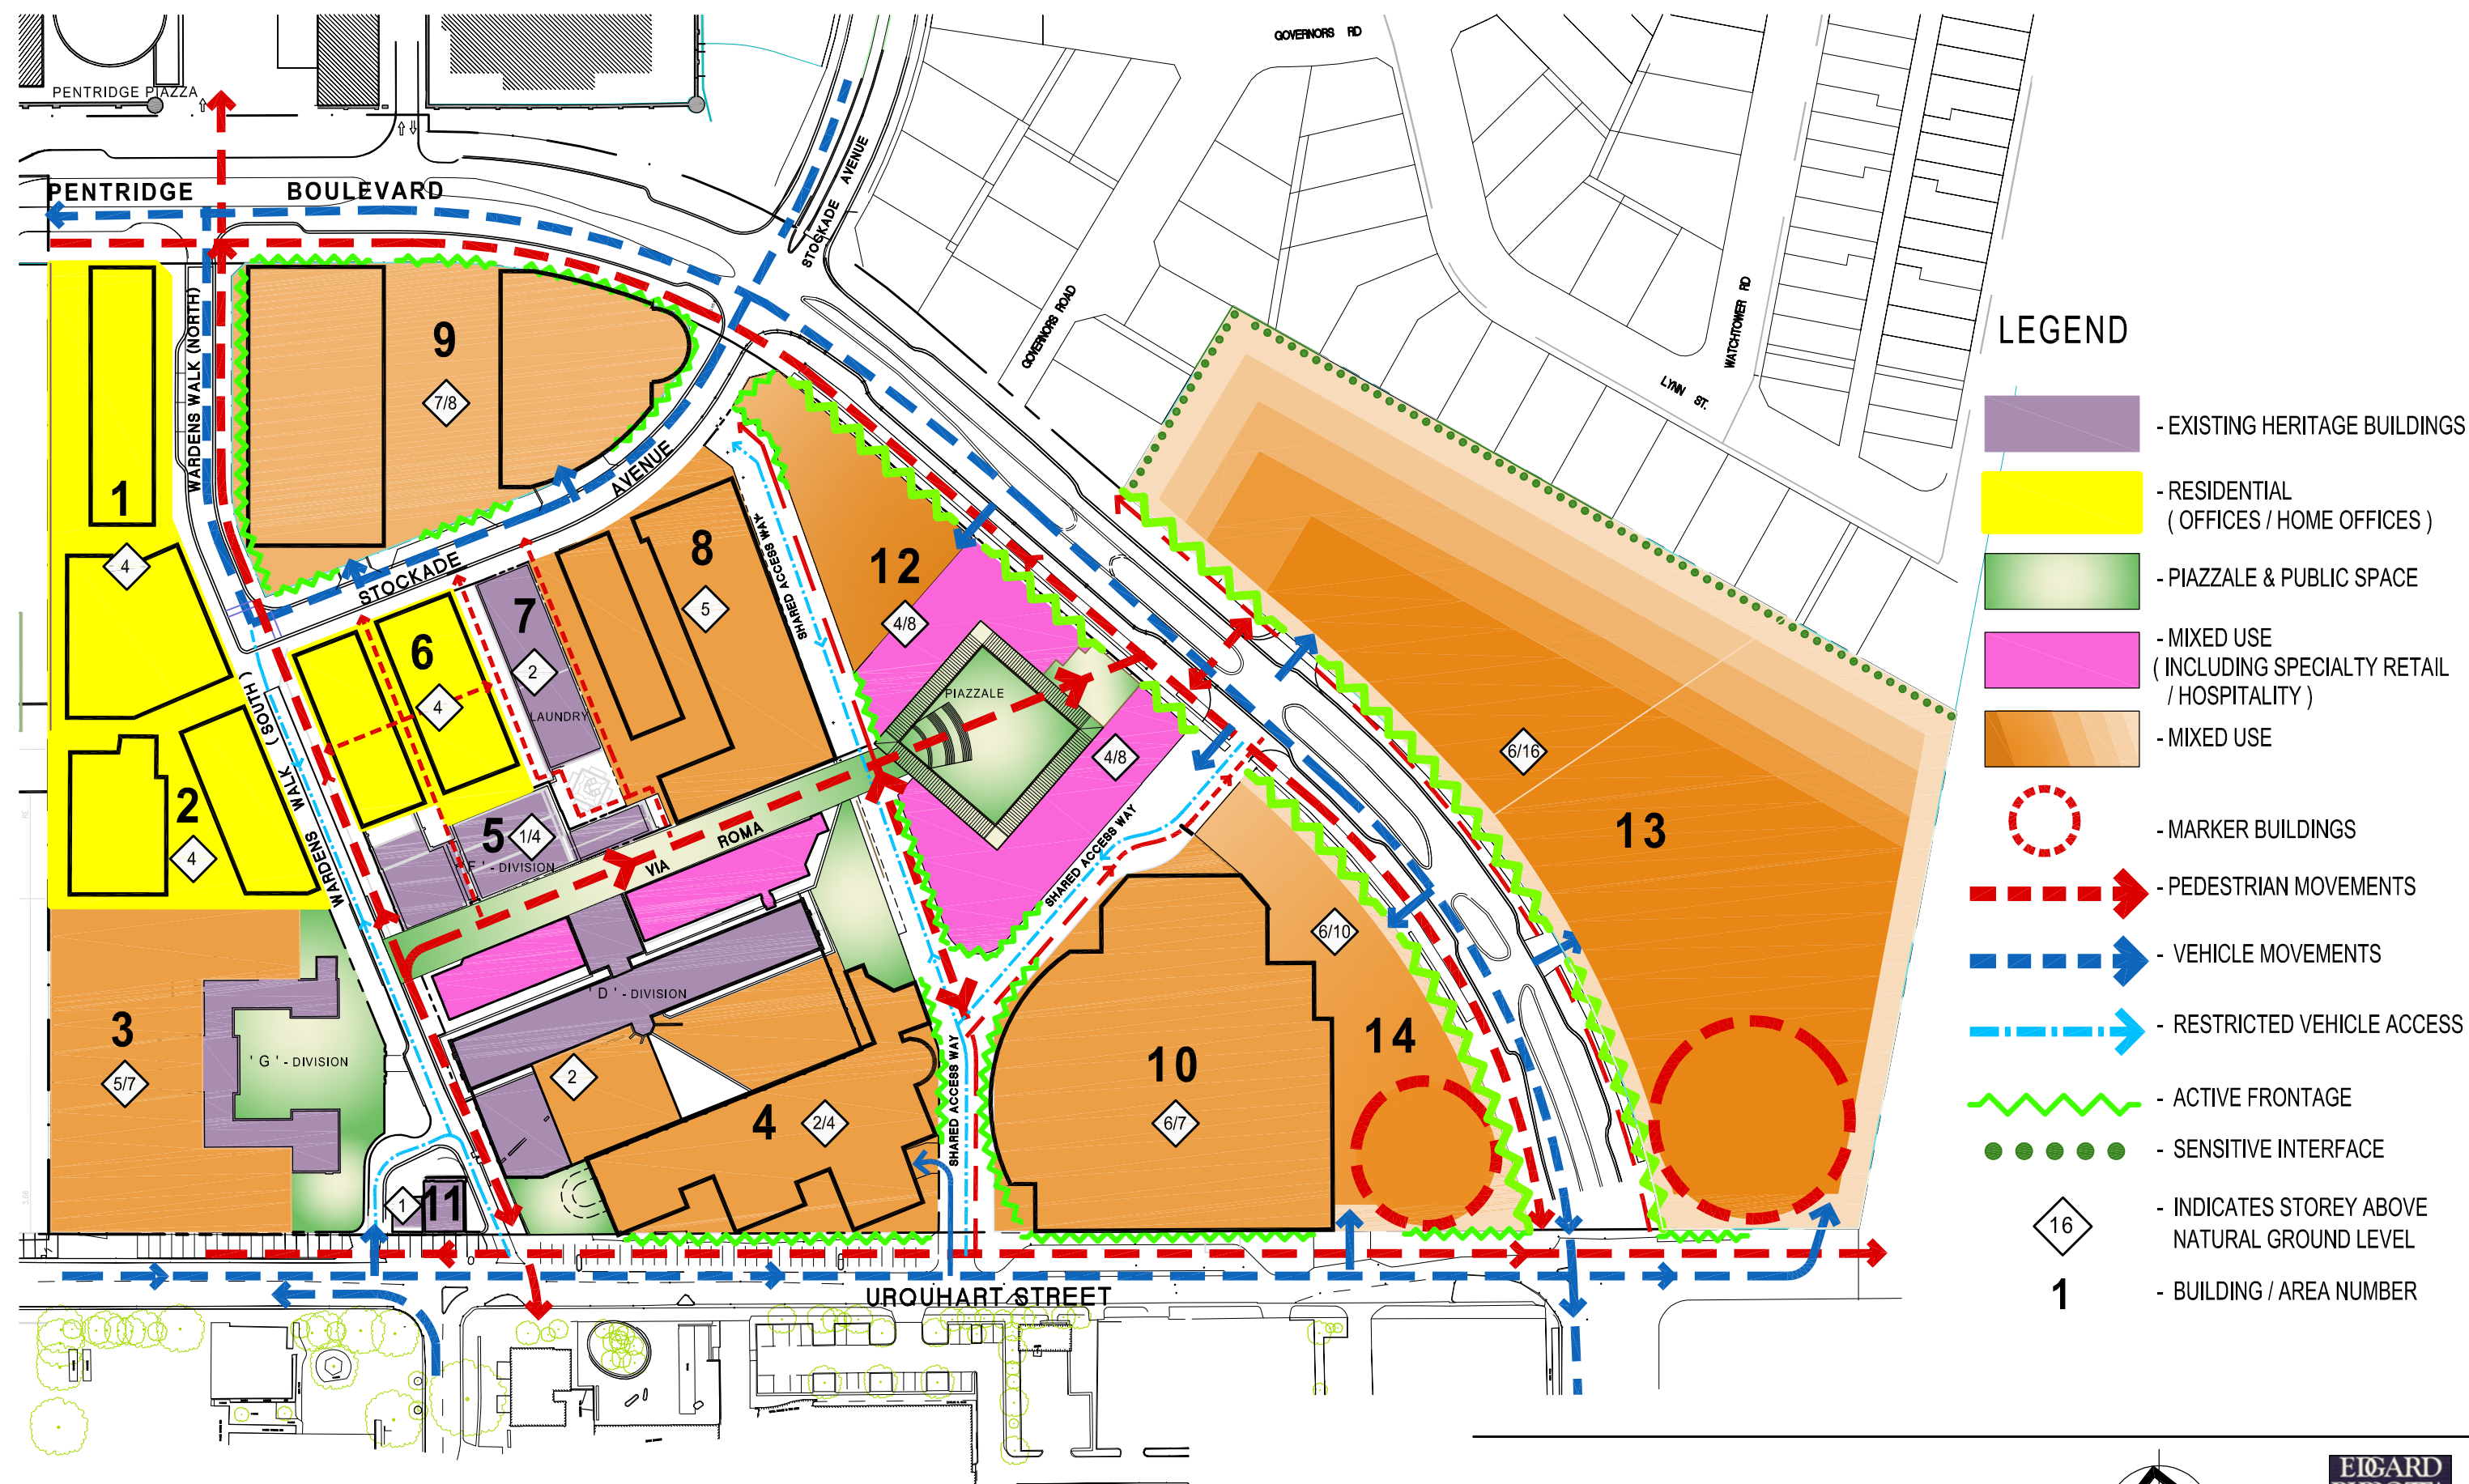 GOVERNORS RD
PENTRIDGE PIAZZA
PENTRIDGE BOULEVARD
STOCKADE AVENUE
GOVERNORS ROAD
WATCHTOWER RD
LYNN ST.
WARDENS WALK (NORTH)
9
7/8
1
4
STOCKADE AVENUE
8
5
SHARED ACCESS WAY
12
4/8
7
2
LAUNDRY
6
4
PIAZZALE
4/8
6/16
13
WARDENS WALK ( SOUTH )
2
4
5
1/4
'F' - DIVISION
VIA ROMA
SHARED ACCESS WAY
6/10
14
3
5/7
' G ' - DIVISION
' D ' - DIVISION
2
4
2/4
SHARED ACCESS WAY
10
6/7
1
11
URQUHART STREET
LEGEND
- EXISTING HERITAGE BUILDINGS
- RESIDENTIAL
( OFFICES / HOME OFFICES )
- PIAZZALE & PUBLIC SPACE
- MIXED USE
( INCLUDING SPECIALTY RETAIL
/ HOSPITALITY )
- MIXED USE
- MARKER BUILDINGS
- PEDESTRIAN MOVEMENTS
- VEHICLE MOVEMENTS
- RESTRICTED VEHICLE ACCESS
- ACTIVE FRONTAGE
- SENSITIVE INTERFACE
16
- INDICATES STOREY ABOVE
NATURAL GROUND LEVEL
1
- BUILDING / AREA NUMBER
EDGARD